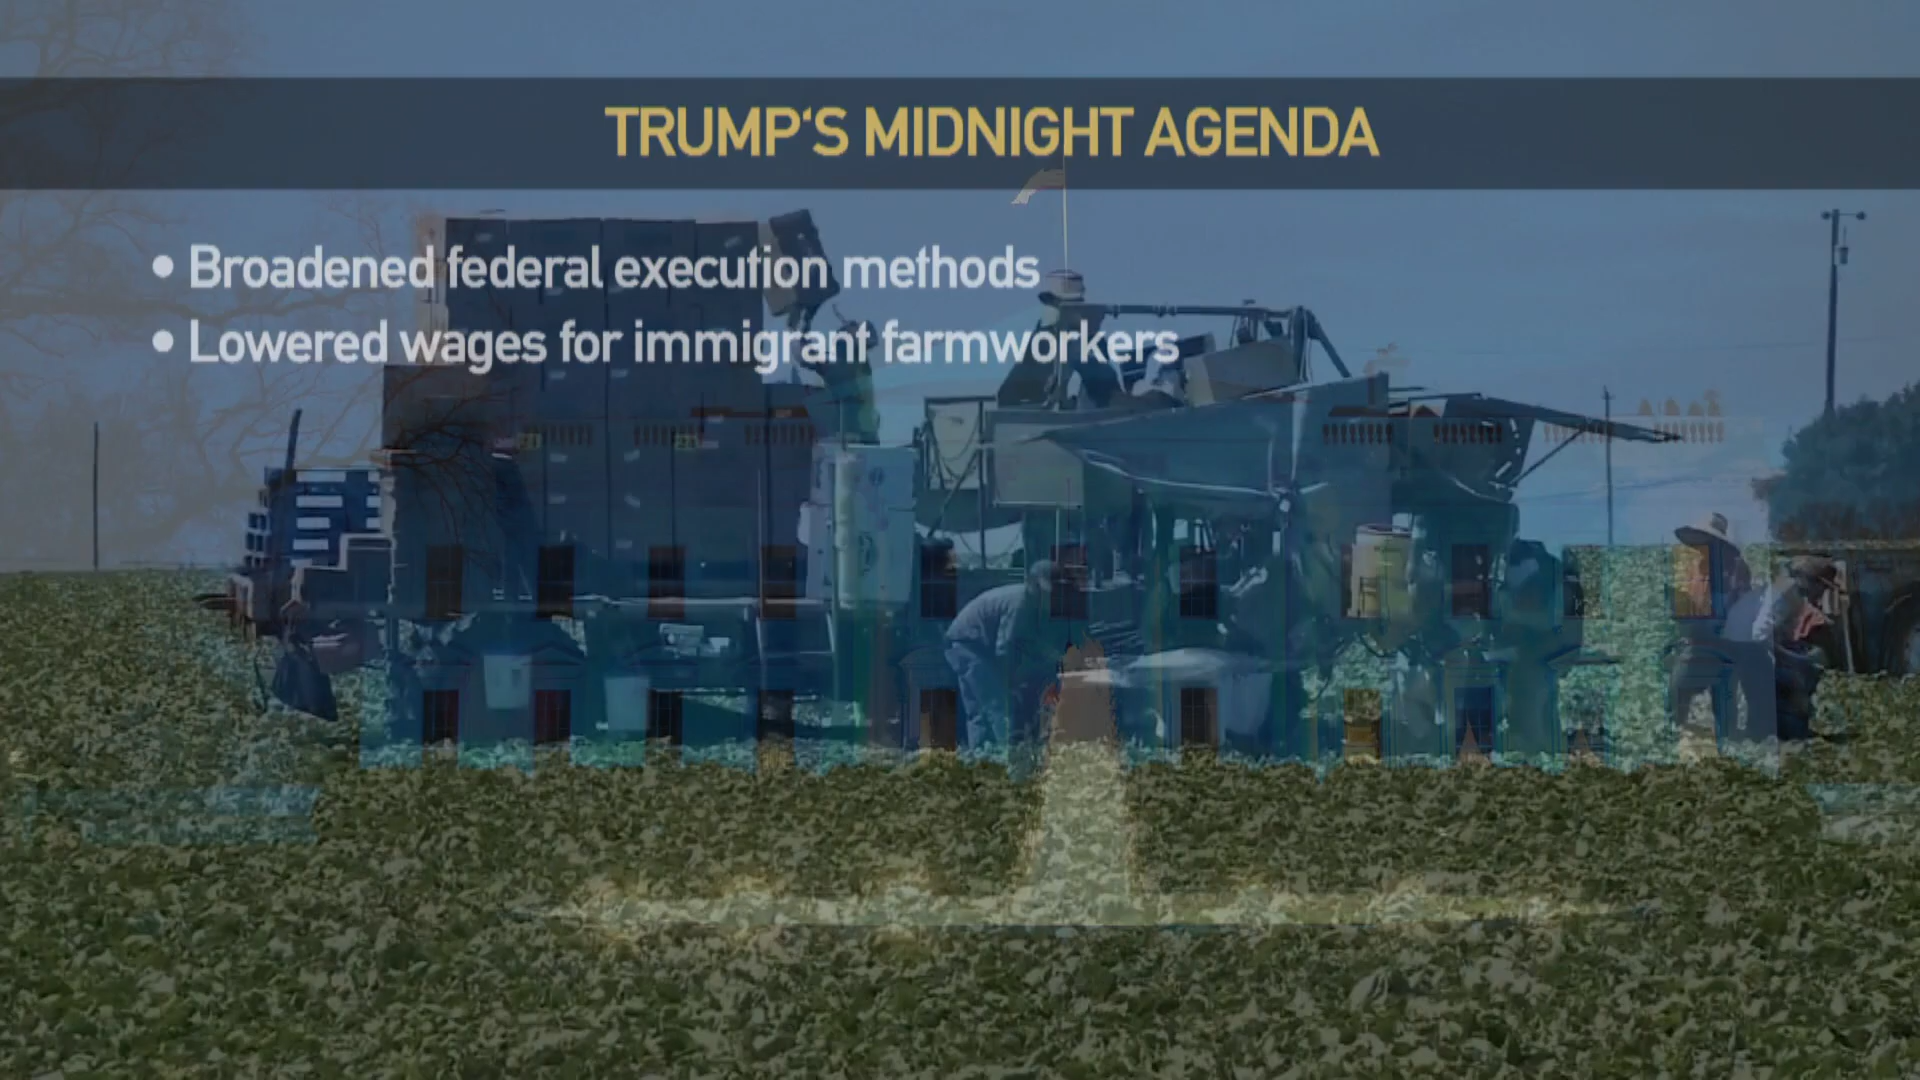 TRUMP‘S MIDNIGHT AGENDA
• Broadened federal execution methods
• Lowered wages for immigrant farmworkers